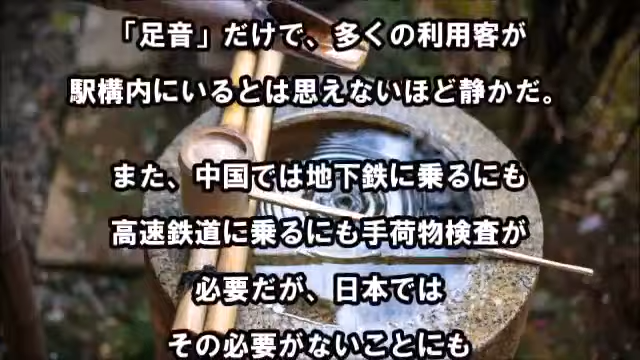 「足音」だけで、多くの利用客が
駅構内にいるとは思えないほど静かだ。
また、中国では地下鉄に乗るにも
高速鉄道に乗るにも手荷物検査が
必要だが、日本では
その必要がないことにも